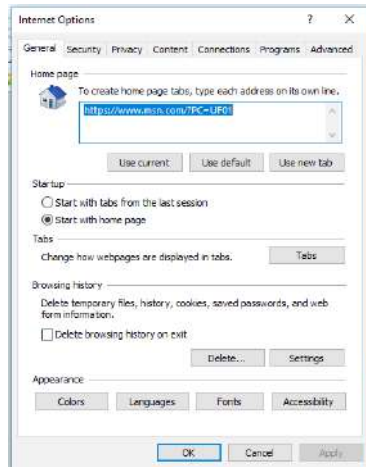 Internet Options ? X
General Security Privacy Content Connections Programs Advanced
Home page
To create home page tabs, type each address on its own line.
https://www.msn.com/?PC=UF01
Use current Use default Use new tab
Startup
Start with tabs from the last session
Start with home page
Tabs
Change how webpages are displayed in tabs. Tabs
Browsing history
Delete temporary files, history, cookies, saved passwords, and web
form information.
Delete browsing history on exit
Delete... Settings
Appearance
Colors Languages Fonts Accessibility
OK Cancel Apply